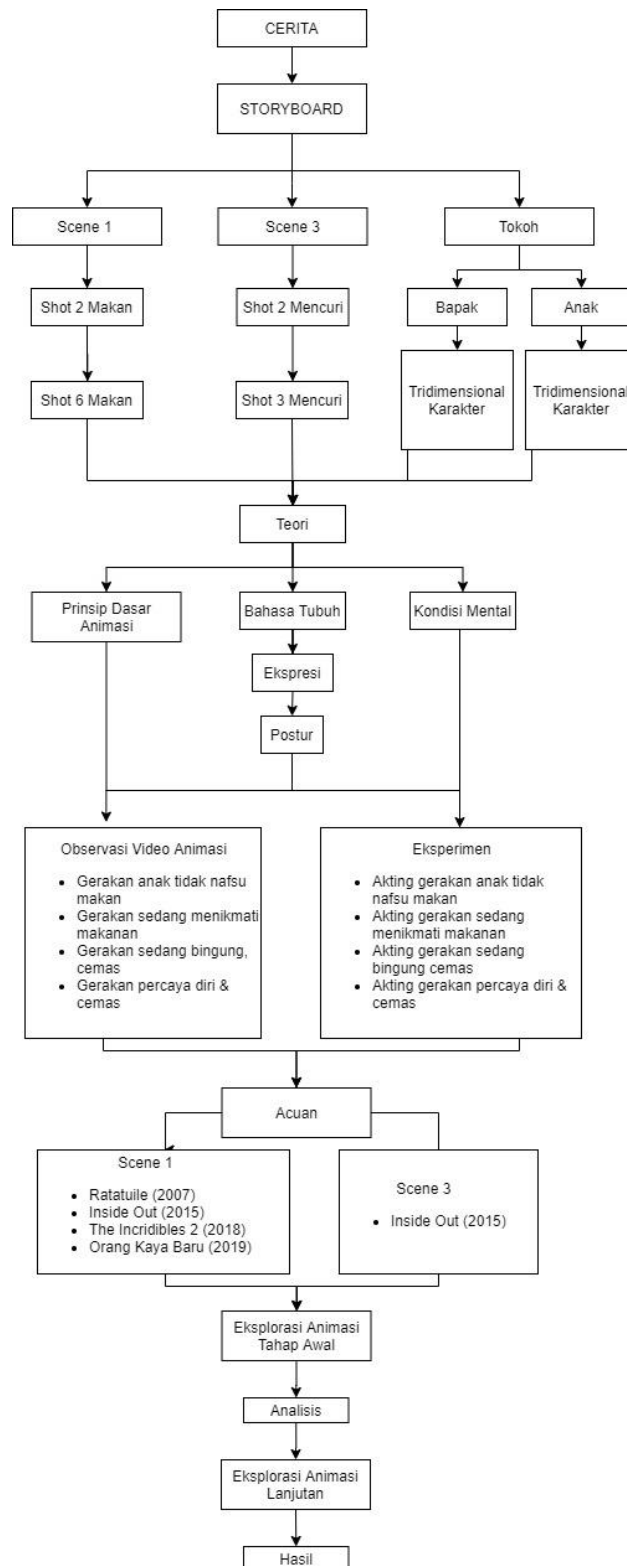 CERITA
STORYBOARD
Scene 1
Scene 3
Tokoh
Shot 2 Makan
Shot 2 Mencuri
Bapak
Anak
Shot 6 Makan
Shot 3 Mencuri
Tridimensional
Karakter
Tridimensional
Karakter
Teori
Prinsip Dasar
Animasi
Bahasa Tubuh
Kondisi Mental
Ekspresi
Postur
Observasi Video Animasi
• Gerakan anak tidak nafsu
makan
• Gerakan sedang menikmati
makanan
• Gerakan sedang bingung,
cemas
• Gerakan percaya diri &
cemas
Eksperimen
• Akting gerakan anak tidak
nafsu makan
• Akting gerakan sedang
menikmati makanan
• Akting gerakan sedang
bingung cemas
• Akting gerakan percaya diri &
cemas
Acuan
Scene 1
• Ratatuile (2007)
• Inside Out (2015)
• The Incridibles 2 (2018)
• Orang Kaya Baru (2019)
Scene 3
• Inside Out (2015)
Eksplorasi Animasi
Tahap Awal
Analisis
Eksplorasi Animasi
Lanjutan
Hasil